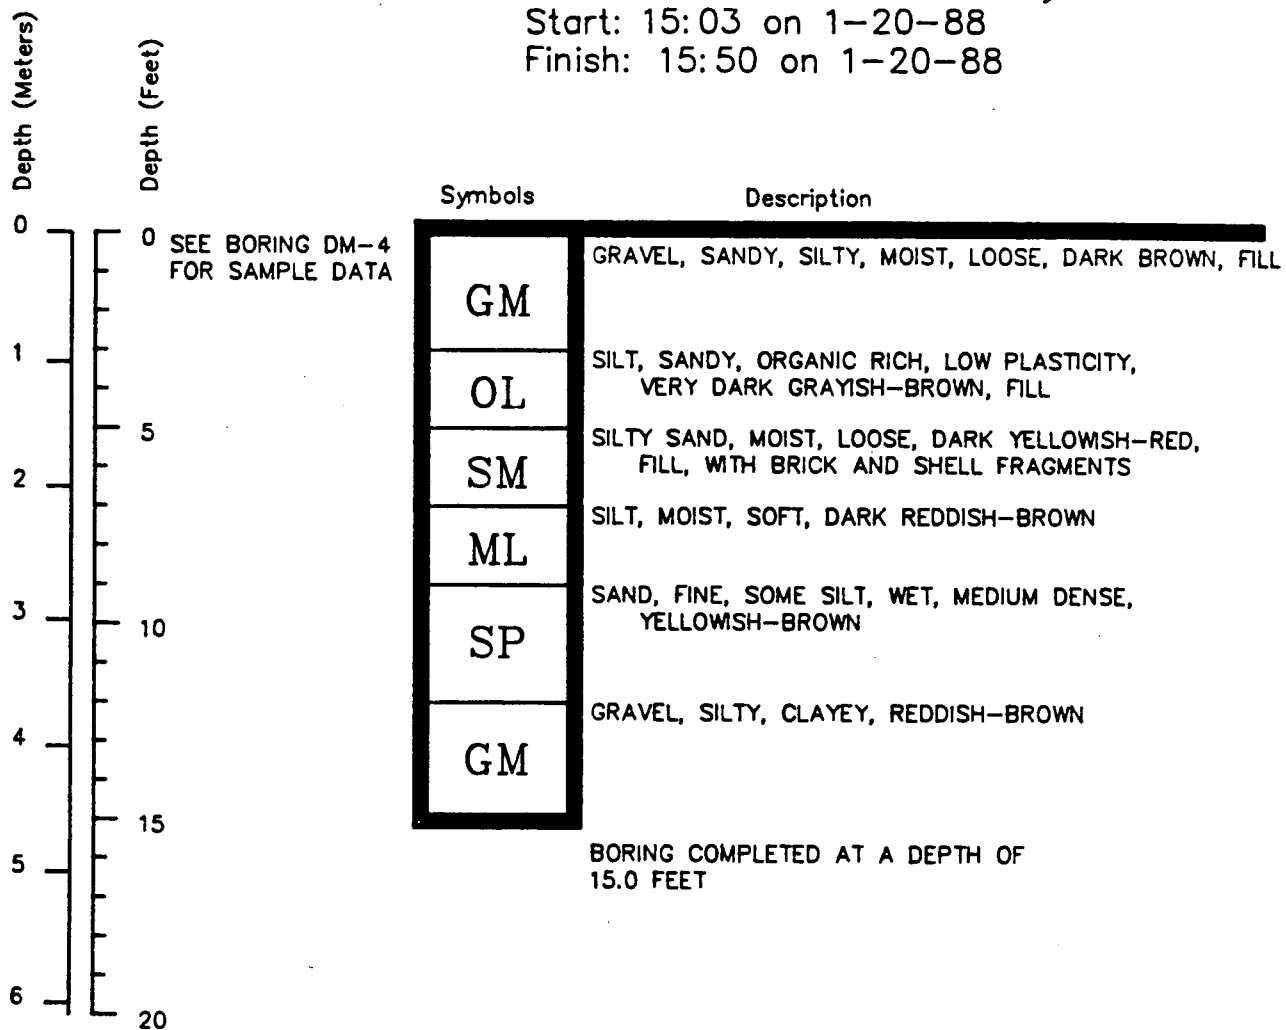 Start: 15:03 on 1-20-88
Finish: 15:50 on 1-20-88
Depth (Meters)
Depth (Feet)
Symbols
Description
0
0
SEE BORING DM-4
FOR SAMPLE DATA
GM
GRAVEL, SANDY, SILTY, MOIST, LOOSE, DARK BROWN, FILL
1
OL
SILT, SANDY, ORGANIC RICH, LOW PLASTICITY,
VERY DARK GRAYISH-BROWN, FILL
5
SM
SILTY SAND, MOIST, LOOSE, DARK YELLOWISH-RED,
FILL, WITH BRICK AND SHELL FRAGMENTS
2
ML
SILT, MOIST, SOFT, DARK REDDISH-BROWN
3
10
SP
SAND, FINE, SOME SILT, WET, MEDIUM DENSE,
YELLOWISH-BROWN
4
GM
GRAVEL, SILTY, CLAYEY, REDDISH-BROWN
15
5
BORING COMPLETED AT A DEPTH OF
15.0 FEET
6
20